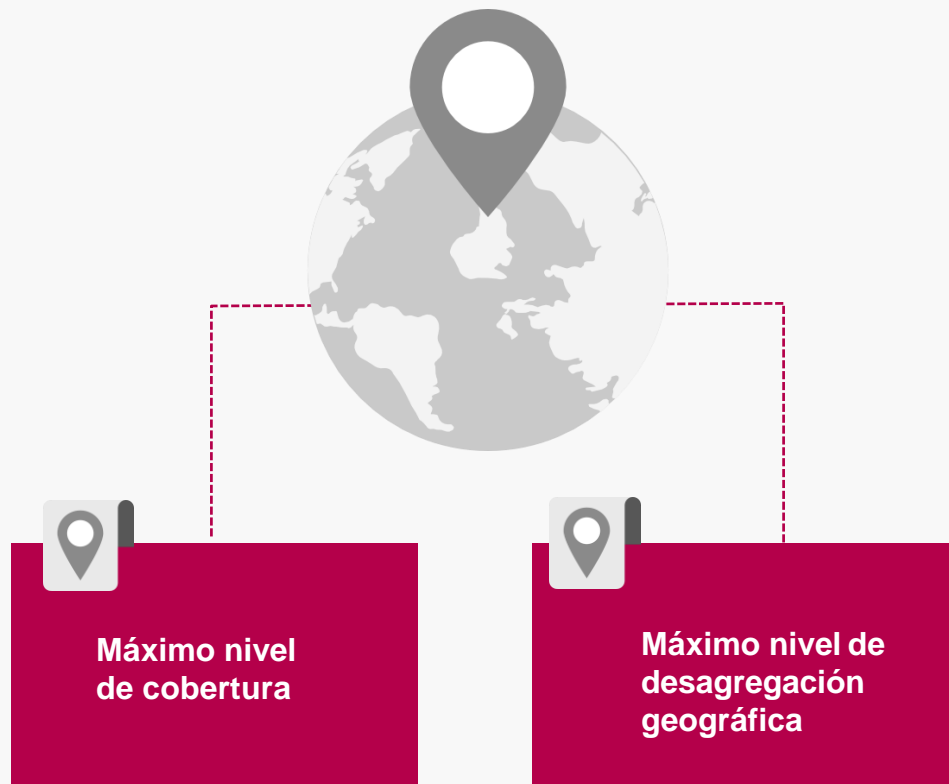 Máximo nivel
de cobertura
Máximo nivel de
desagregación
geográfica